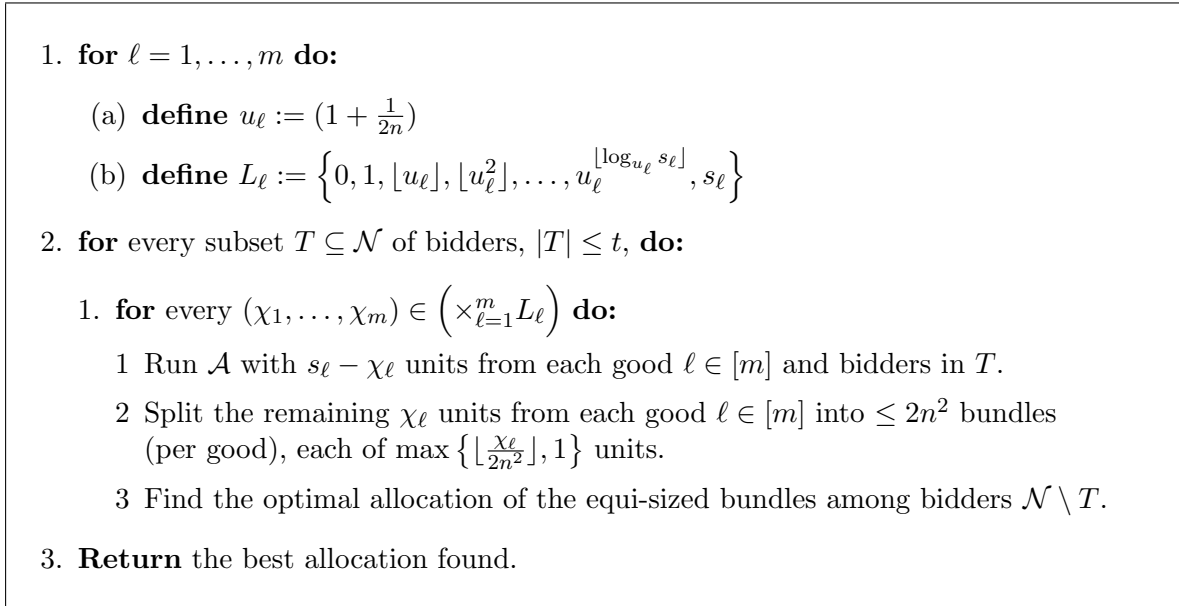 1. for ℓ = 1, . . . , m do:
(a) define u_ℓ := (1 + 1/(2n))
(b) define L_ℓ := {0, 1, ⌊u_ℓ⌋, ⌊u_ℓ^2⌋, . . . , u_ℓ^{⌊log_{u_ℓ} s_ℓ⌋}, s_ℓ}
2. for every subset T ⊆ 𝒩 of bidders, |T| ≤ t, do:
1. for every (χ_1, . . . , χ_m) ∈ (×_{ℓ=1}^m L_ℓ) do:
1 Run 𝒜 with s_ℓ − χ_ℓ units from each good ℓ ∈ [m] and bidders in T.
2 Split the remaining χ_ℓ units from each good ℓ ∈ [m] into ≤ 2n^2 bundles
(per good), each of max {⌊χ_ℓ/(2n^2)⌋, 1} units.
3 Find the optimal allocation of the equi-sized bundles among bidders 𝒩 \ T.
3. Return the best allocation found.